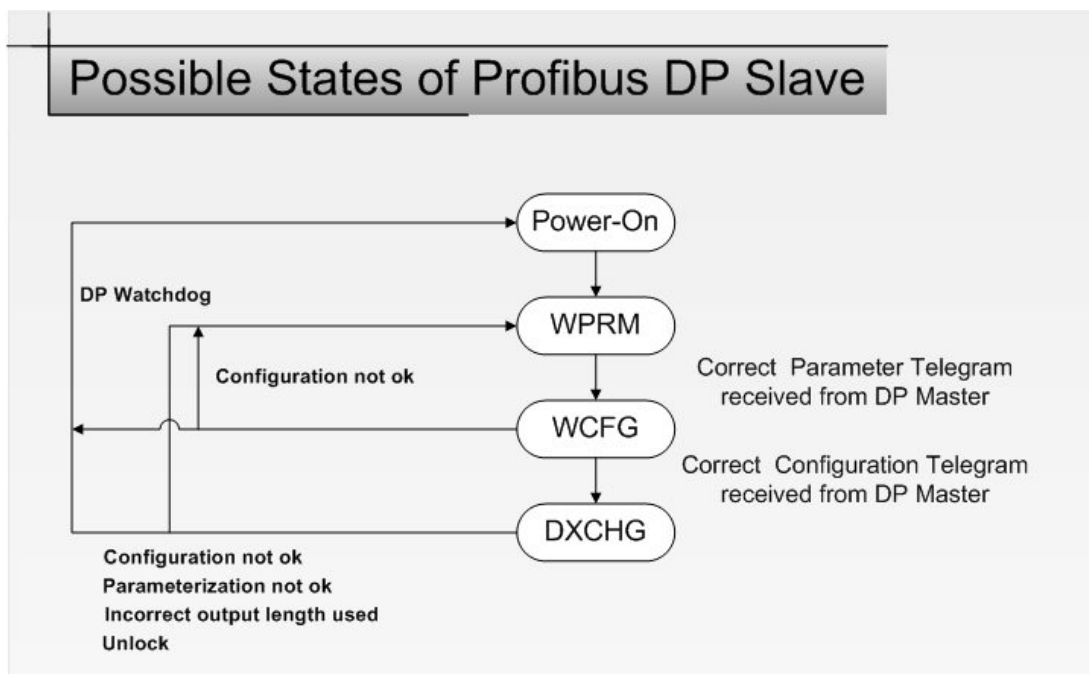 Possible States of Profibus DP Slave
Power-On
DP Watchdog
WPRM
Configuration not ok
Correct Parameter Telegram
received from DP Master
WCFG
Correct Configuration Telegram
received from DP Master
DXCHG
Configuration not ok
Parameterization not ok
Incorrect output length used
Unlock